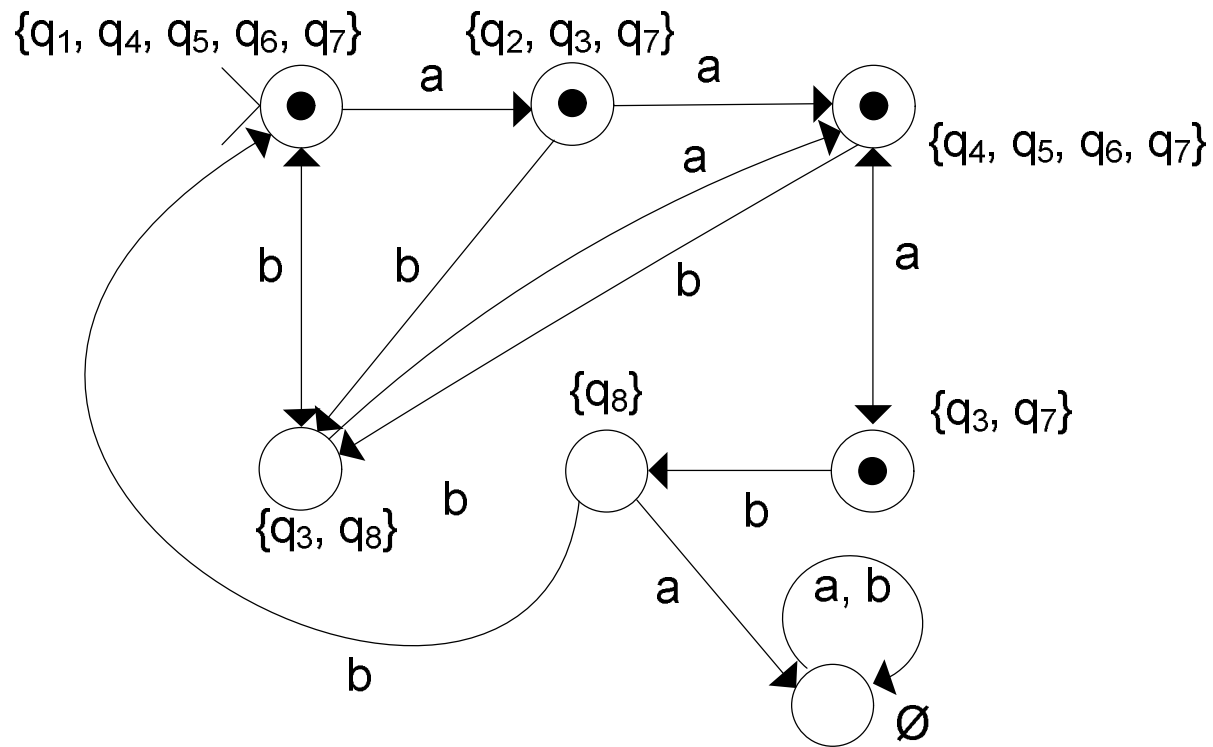 {q₁, q₄, q₅, q₆, q₇}
{q₂, q₃, q₇}
a
a
a
{q₄, q₅, q₆, q₇}
b
b
b
a
{q₈}
{q₃, q₇}
b
b
{q₃, q₈}
a
a, b
b
Ø